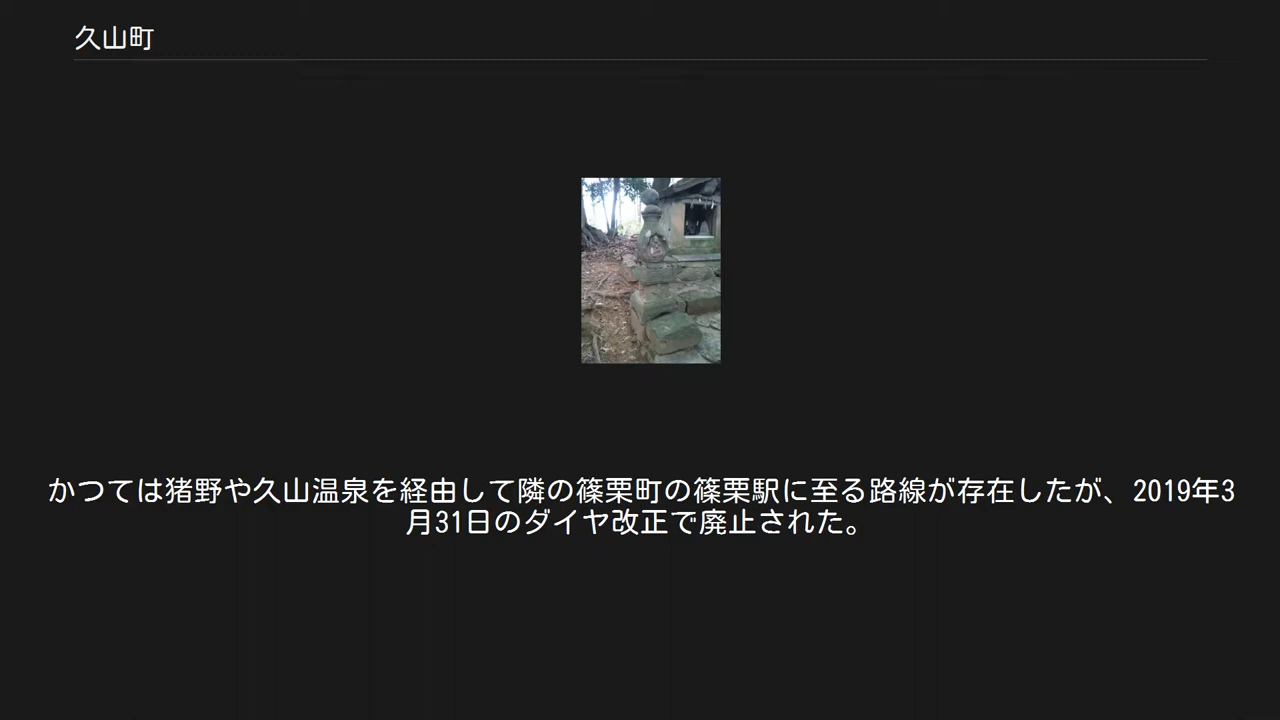 久山町
かつては猪野や久山温泉を経由して隣の篠栗町の篠栗駅に至る路線が存在したが、2019年3
月31日のダイヤ改正で廃止された。